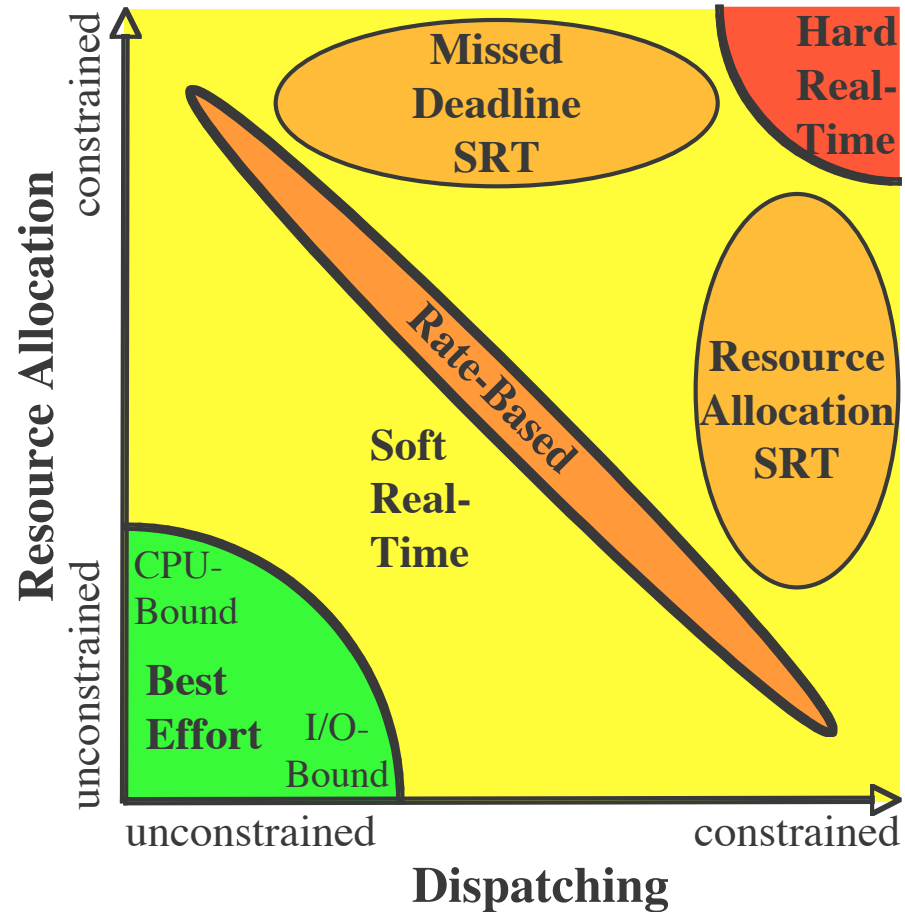 Resource Allocation
constrained
unconstrained
Missed
Deadline
SRT
Hard
Real-
Time
Rate-Based
Resource
Allocation
SRT
Soft
Real-
Time
CPU-
Bound
Best
Effort
I/O-
Bound
unconstrained
constrained
Dispatching